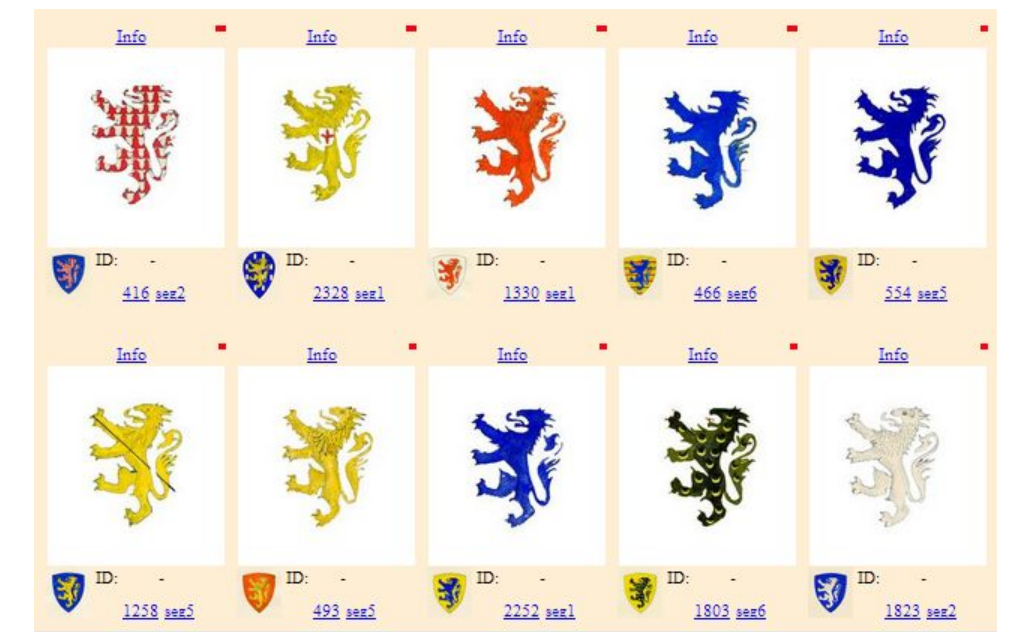 Info Info Info Info Info
ID: - ID: - ID: - ID: - ID: -
416 seg2 2328 seg1 1330 seg1 466 seg6 554 seg5
Info Info Info Info Info
ID: - ID: - ID: - ID: - ID: -
1258 seg5 493 seg5 2252 seg1 1803 seg6 1823 seg2